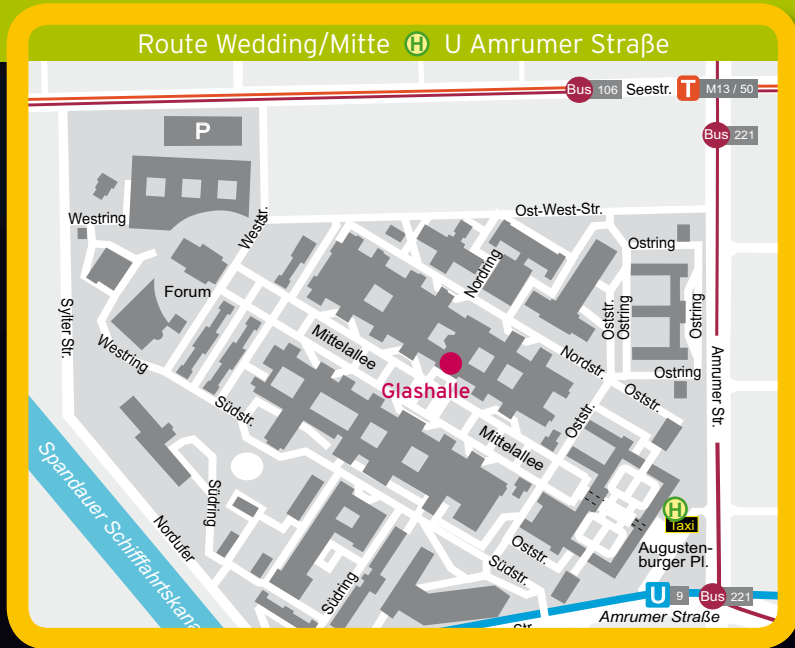 Route Wedding/Mitte H U Amrumer Straße
Bus 106 Seestr. T M13 / 50
P
Bus 221
Weststr.
Westring
Ost-West-Str.
Ostring
Nordring
Forum
Sylter Str.
Oststr.
Ostring
Ostring
Mittelallee
Westring
Nordstr.
Amrumer Str.
Ostring
Glashalle
Oststr.
Südstr.
Oststr.
Mittelallee
Spandauer Schifffahrtskana
Südring
Nordufer
H
Taxi
Augusten-
burger Pl.
Oststr.
Südstr.
Südring
U 9 Bus 221
Amrumer Straße